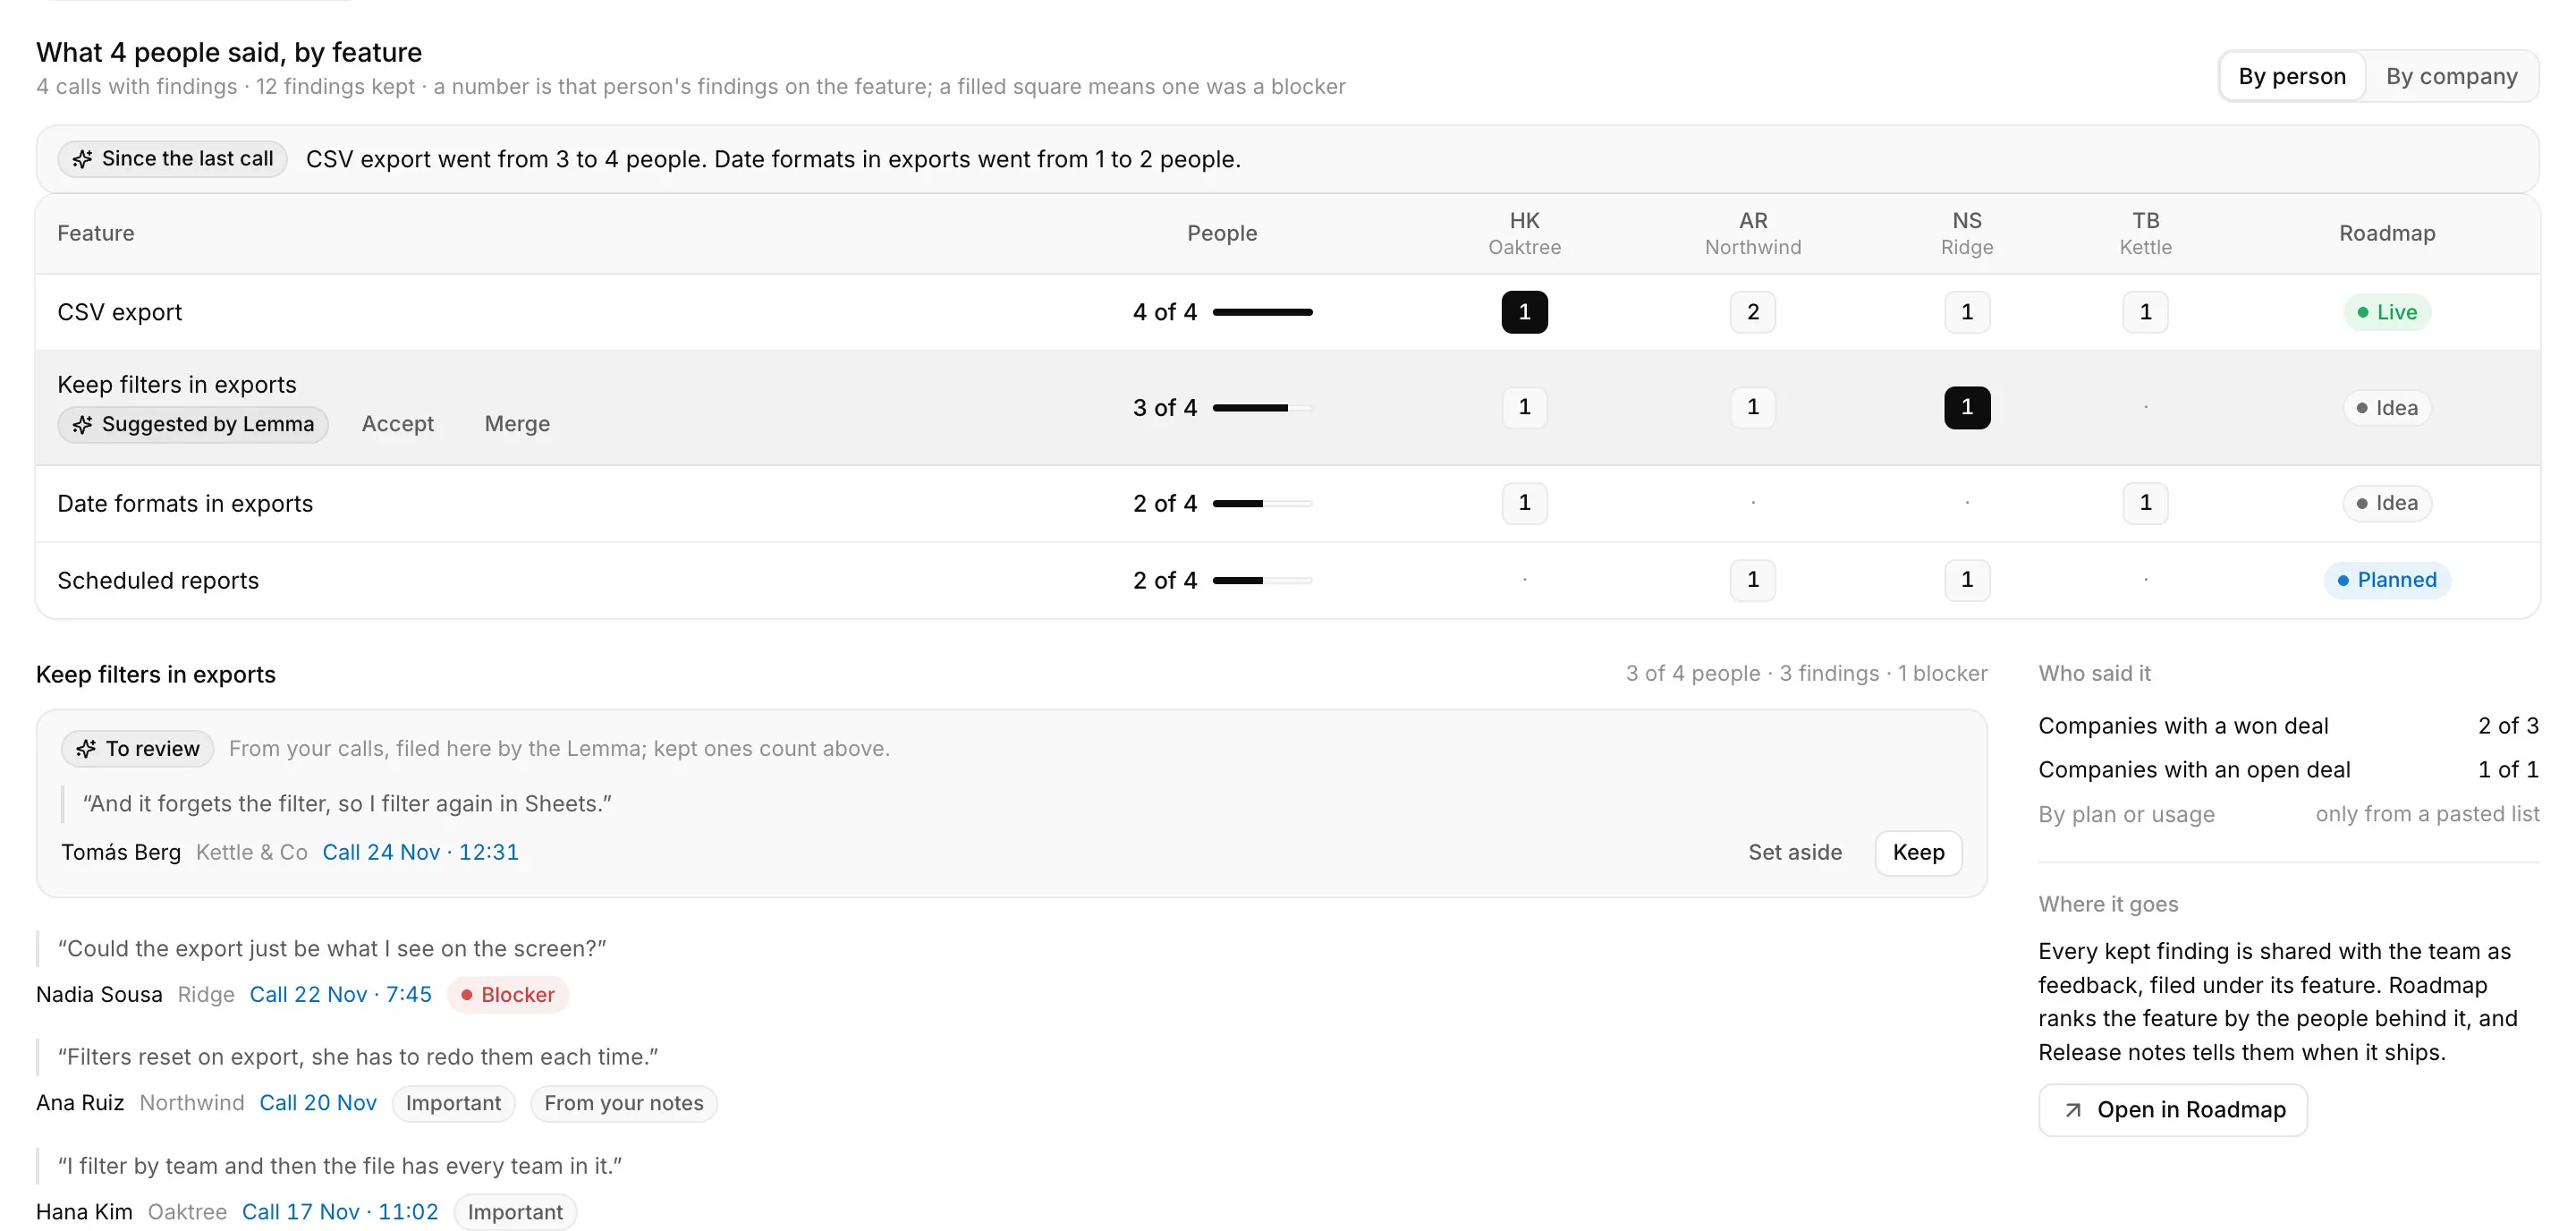 What 4 people said, by feature
4 calls with findings · 12 findings kept · a number is that person's findings on the feature; a filled square means one was a blocker
By person By company
Since the last call CSV export went from 3 to 4 people. Date formats in exports went from 1 to 2 people.
Feature People HK AR NS TB Roadmap
Oaktree Northwind Ridge Kettle
CSV export 4 of 4 1 2 1 1 Live
Keep filters in exports
Suggested by Lemma Accept Merge 3 of 4 1 1 1 · Idea
Date formats in exports 2 of 4 1 · · 1 Idea
Scheduled reports 2 of 4 · 1 1 · Planned
Keep filters in exports 3 of 4 people · 3 findings · 1 blocker
To review From your calls, filed here by the Lemma; kept ones count above.
“And it forgets the filter, so I filter again in Sheets.”
Tomás Berg Kettle & Co Call 24 Nov · 12:31 Set aside Keep
“Could the export just be what I see on the screen?”
Nadia Sousa Ridge Call 22 Nov · 7:45 Blocker
“Filters reset on export, she has to redo them each time.”
Ana Ruiz Northwind Call 20 Nov Important From your notes
“I filter by team and then the file has every team in it.”
Hana Kim Oaktree Call 17 Nov · 11:02 Important
Who said it
Companies with a won deal 2 of 3
Companies with an open deal 1 of 1
By plan or usage only from a pasted list
Where it goes
Every kept finding is shared with the team as
feedback, filed under its feature. Roadmap
ranks the feature by the people behind it, and
Release notes tells them when it ships.
Open in Roadmap